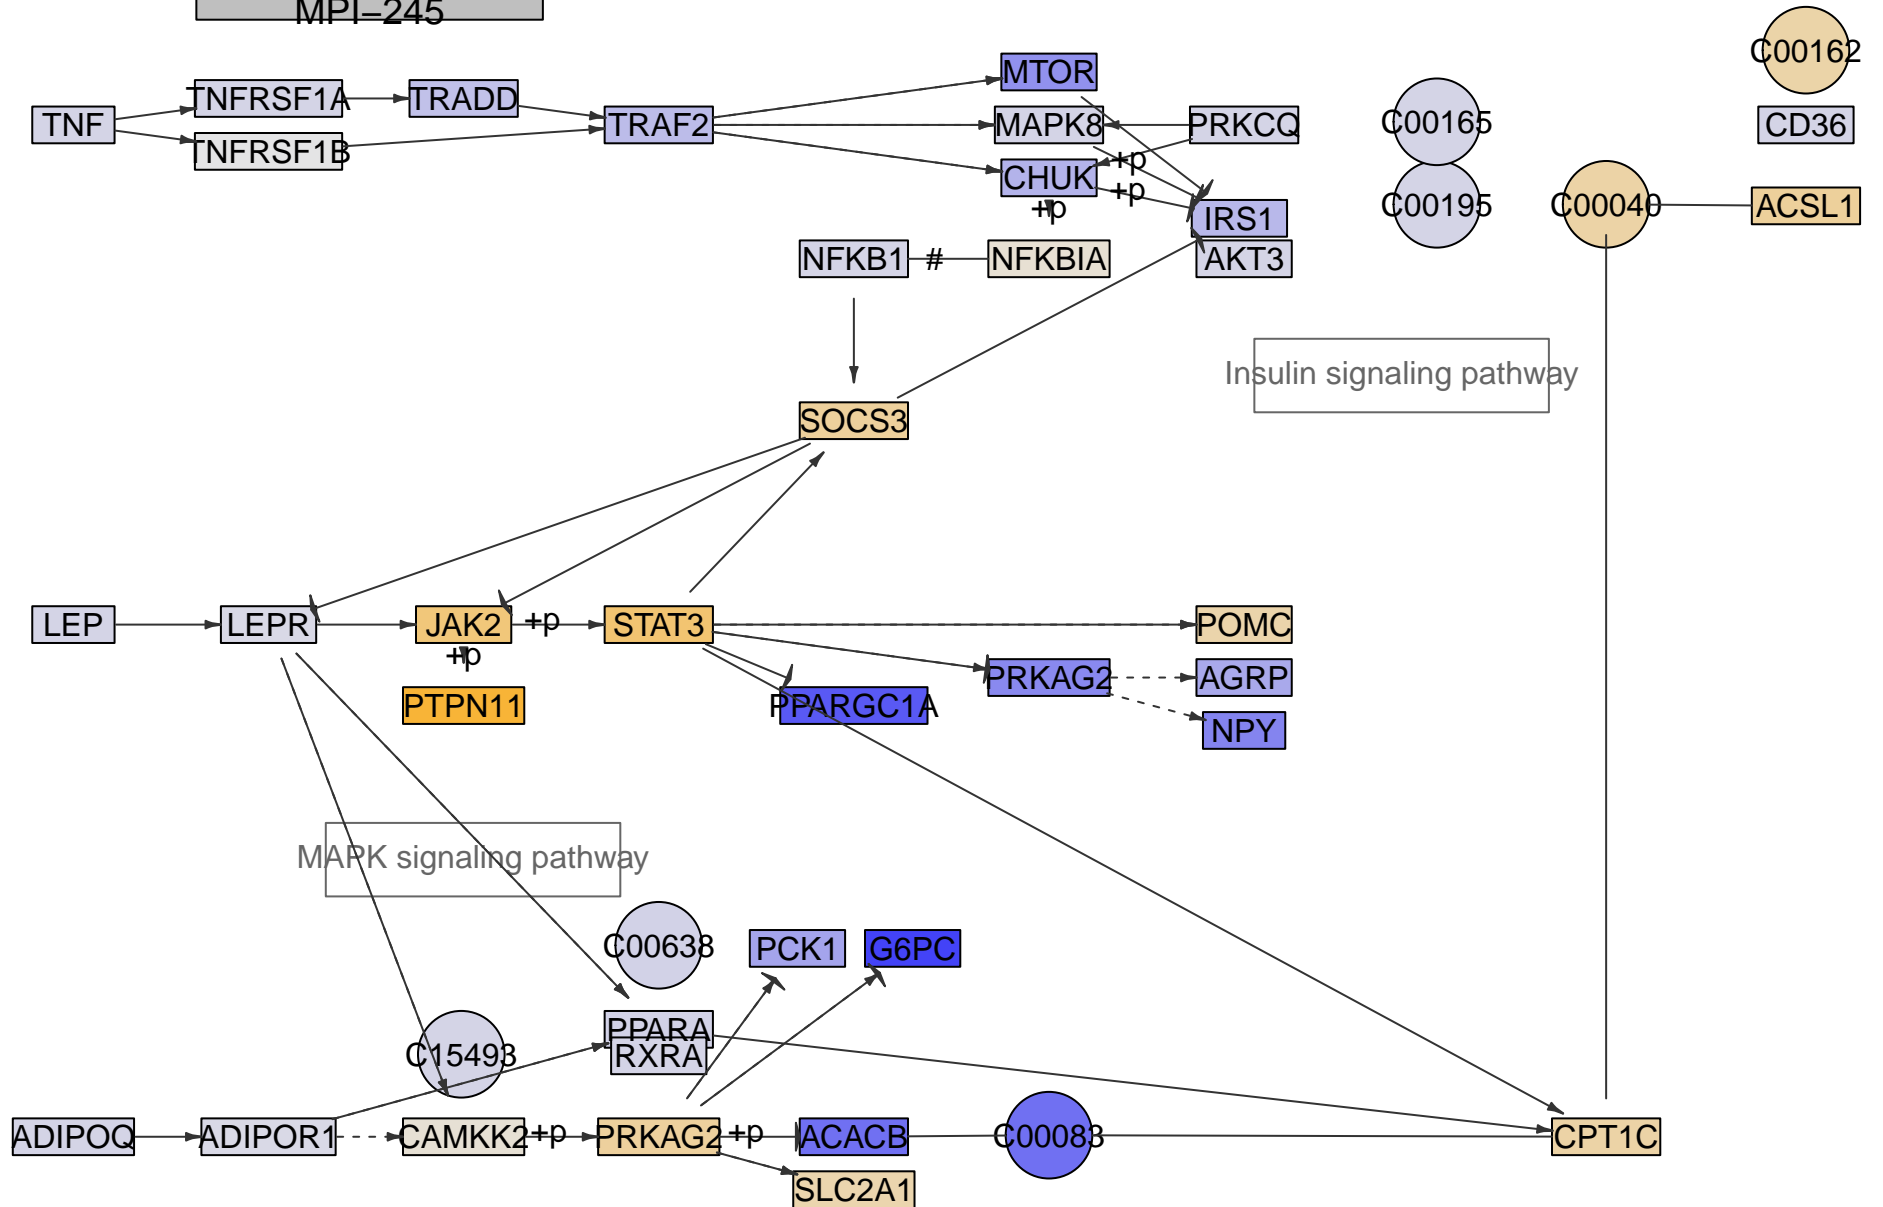 MPI–245
C00162
MTOR
TNFRSF1A
TRADD
TNF
TRAF2
MAPK8
PRKCQ
C00165
CD36
TNFRSF1B
+p
CHUK
+p
+p
IRS1
C00195
C00040
ACSL1
NFKB1
#
NFKBIA
AKT3
Insulin signaling pathway
SOCS3
LEP
LEPR
JAK2
+p
STAT3
POMC
+p
PRKAG2
AGRP
PTPN11
PPARGC1A
NPY
MAPK signaling pathway
C00638
PCK1
G6PC
PPARA
RXRA
C15493
ADIPOQ
ADIPOR1
CAMKK2
+p
PRKAG2
+p
ACACB
C00083
CPT1C
SLC2A1